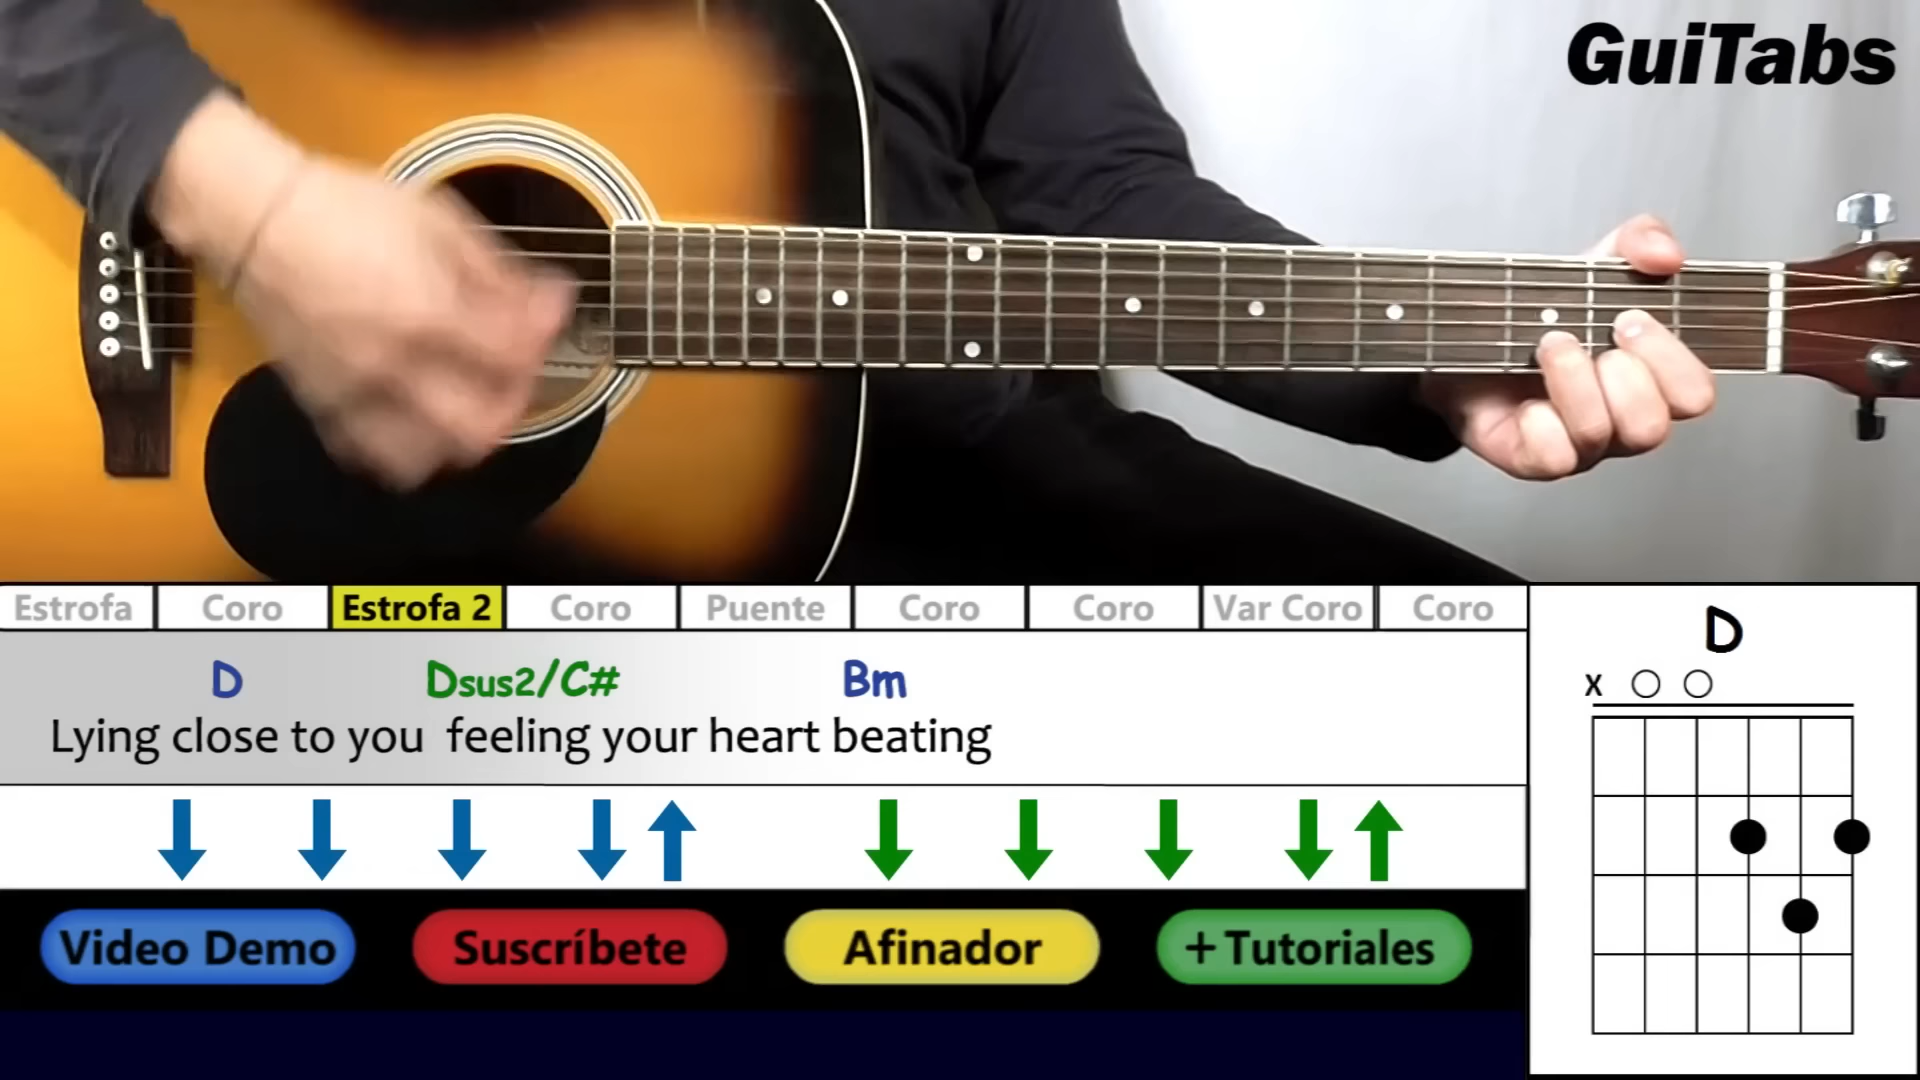 GuiTabs
Estrofa Coro Estrofa 2 Coro Puente Coro Coro Var Coro Coro
D Dsus2/C# Bm
Lying close to you feeling your heart beating
D
x
Video Demo Suscríbete Afinador + Tutoriales